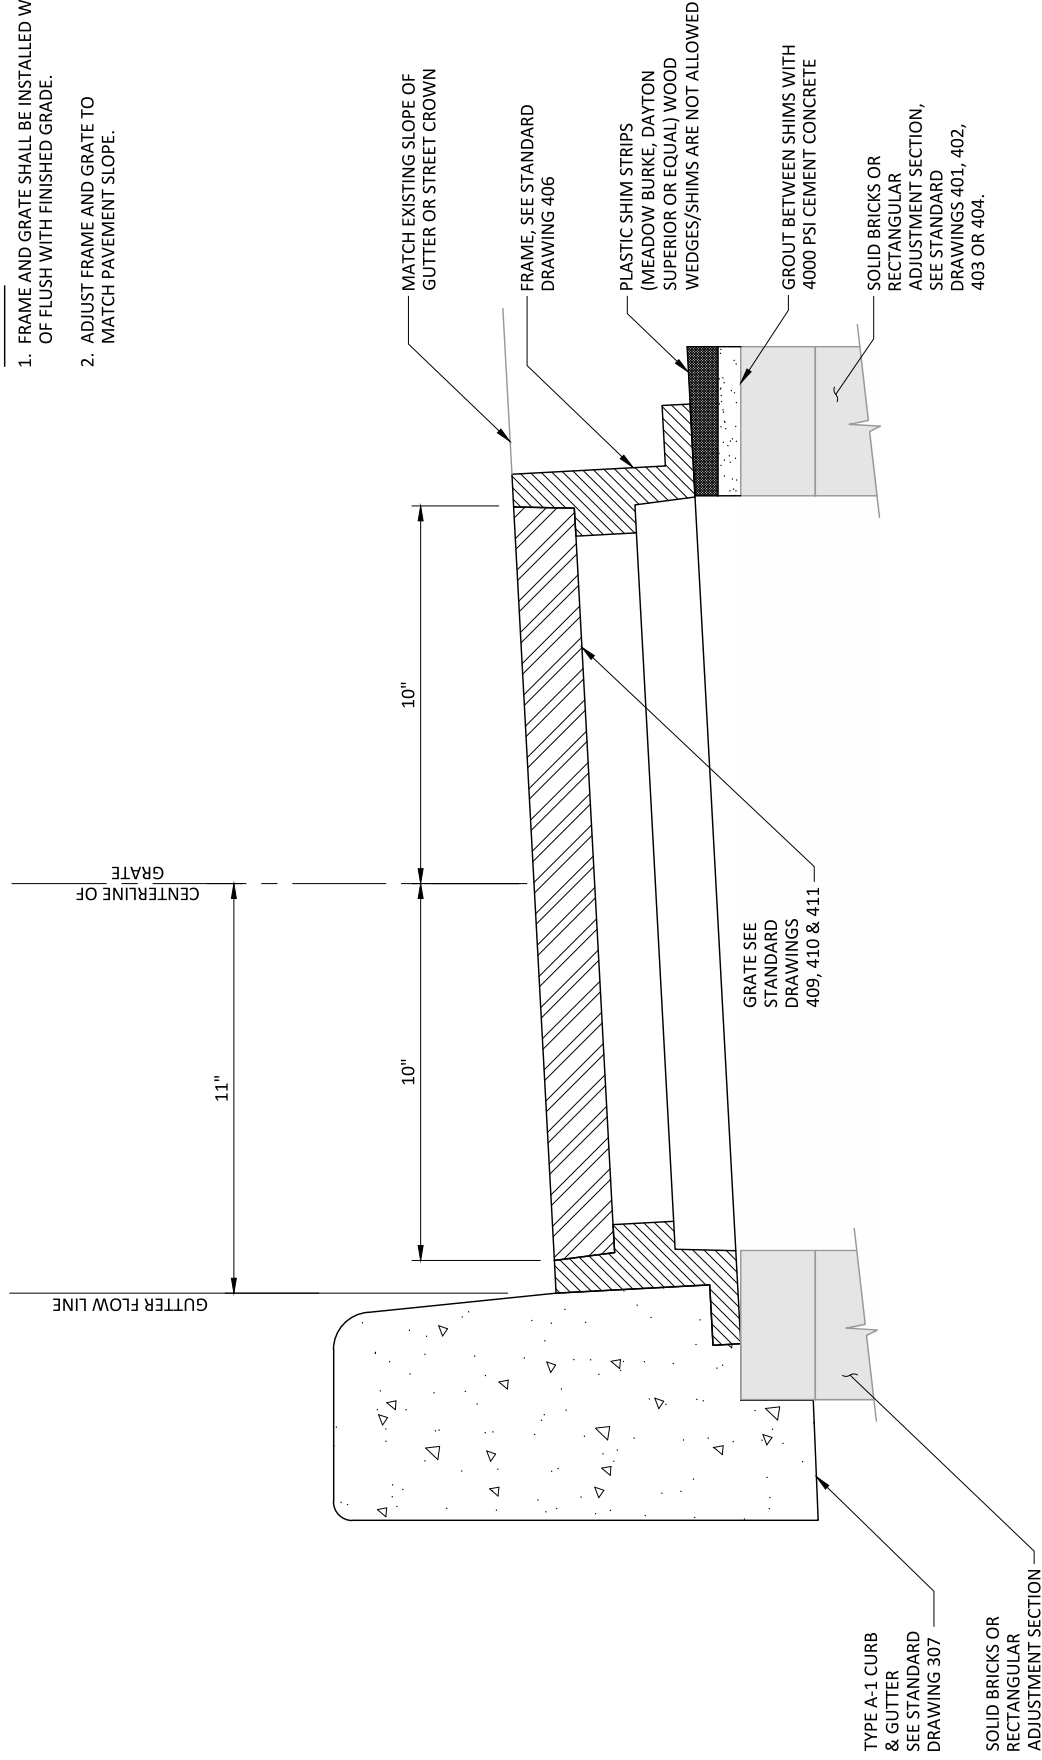 1. FRAME AND GRATE SHALL BE INSTALLED
OF FLUSH WITH FINISHED GRADE.
2. ADJUST FRAME AND GRATE TO
MATCH PAVEMENT SLOPE.
MATCH EXISTING SLOPE OF
GUTTER OR STREET CROWN
FRAME, SEE STANDARD
DRAWING 406
PLASTIC SHIM STRIPS
(MEADOW BURKE, DAYTON
SUPERIOR OR EQUAL) WOOD
WEDGES/SHIMS ARE NOT ALLOWED
GROUT BETWEEN SHIMS WITH
4000 PSI CEMENT CONCRETE
SOLID BRICKS OR
RECTANGULAR
ADJUSTMENT SECTION,
SEE STANDARD
DRAWINGS 401, 402,
403 OR 404.
10"
CENTERLINE OF
GRATE
11"
10"
GUTTER FLOW LINE
GRATE SEE
STANDARD
DRAWINGS
409, 410 & 411
TYPE A-1 CURB
& GUTTER
SEE STANDARD
DRAWING 307
SOLID BRICKS OR
RECTANGULAR
ADJUSTMENT SECTION